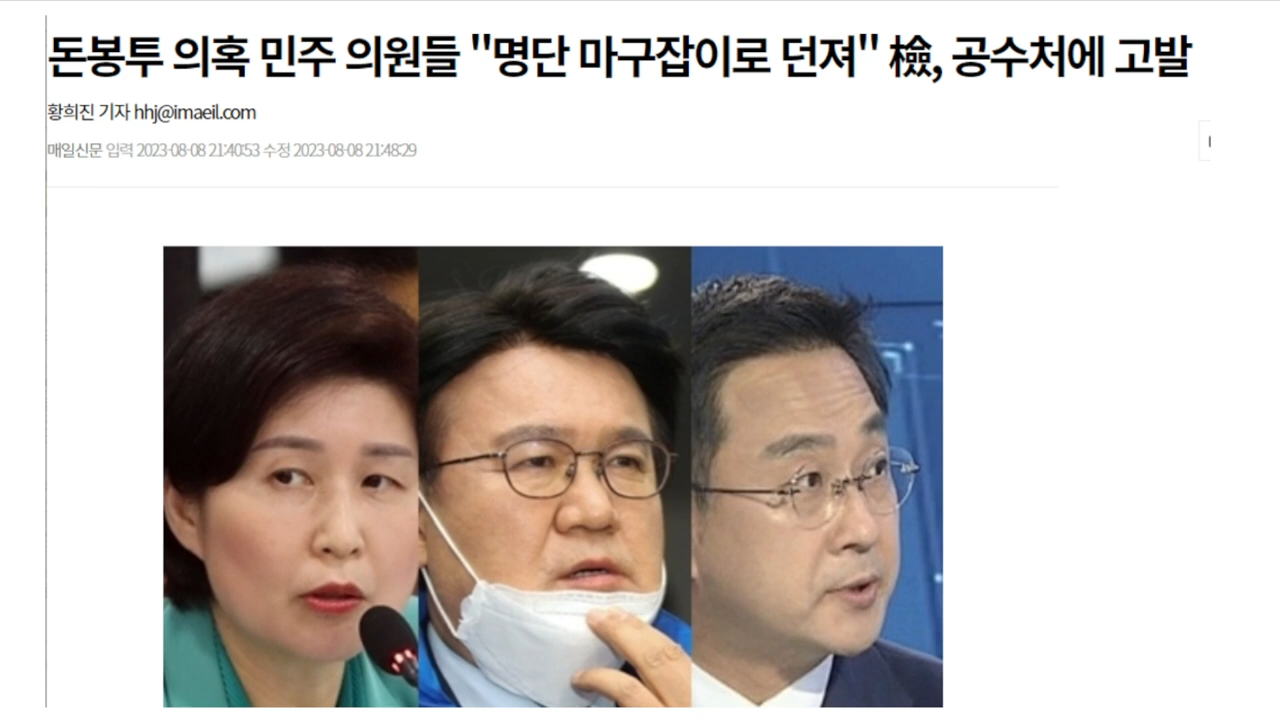 돈봉투 의혹 민주 의원들 "명단 마구잡이로 던져" 檢, 공수처에 고발
황희진 기자 hhj@imaeil.com
매일신문 입력 2023-08-08 21:40:53 수정 2023-08-08 21:48:29